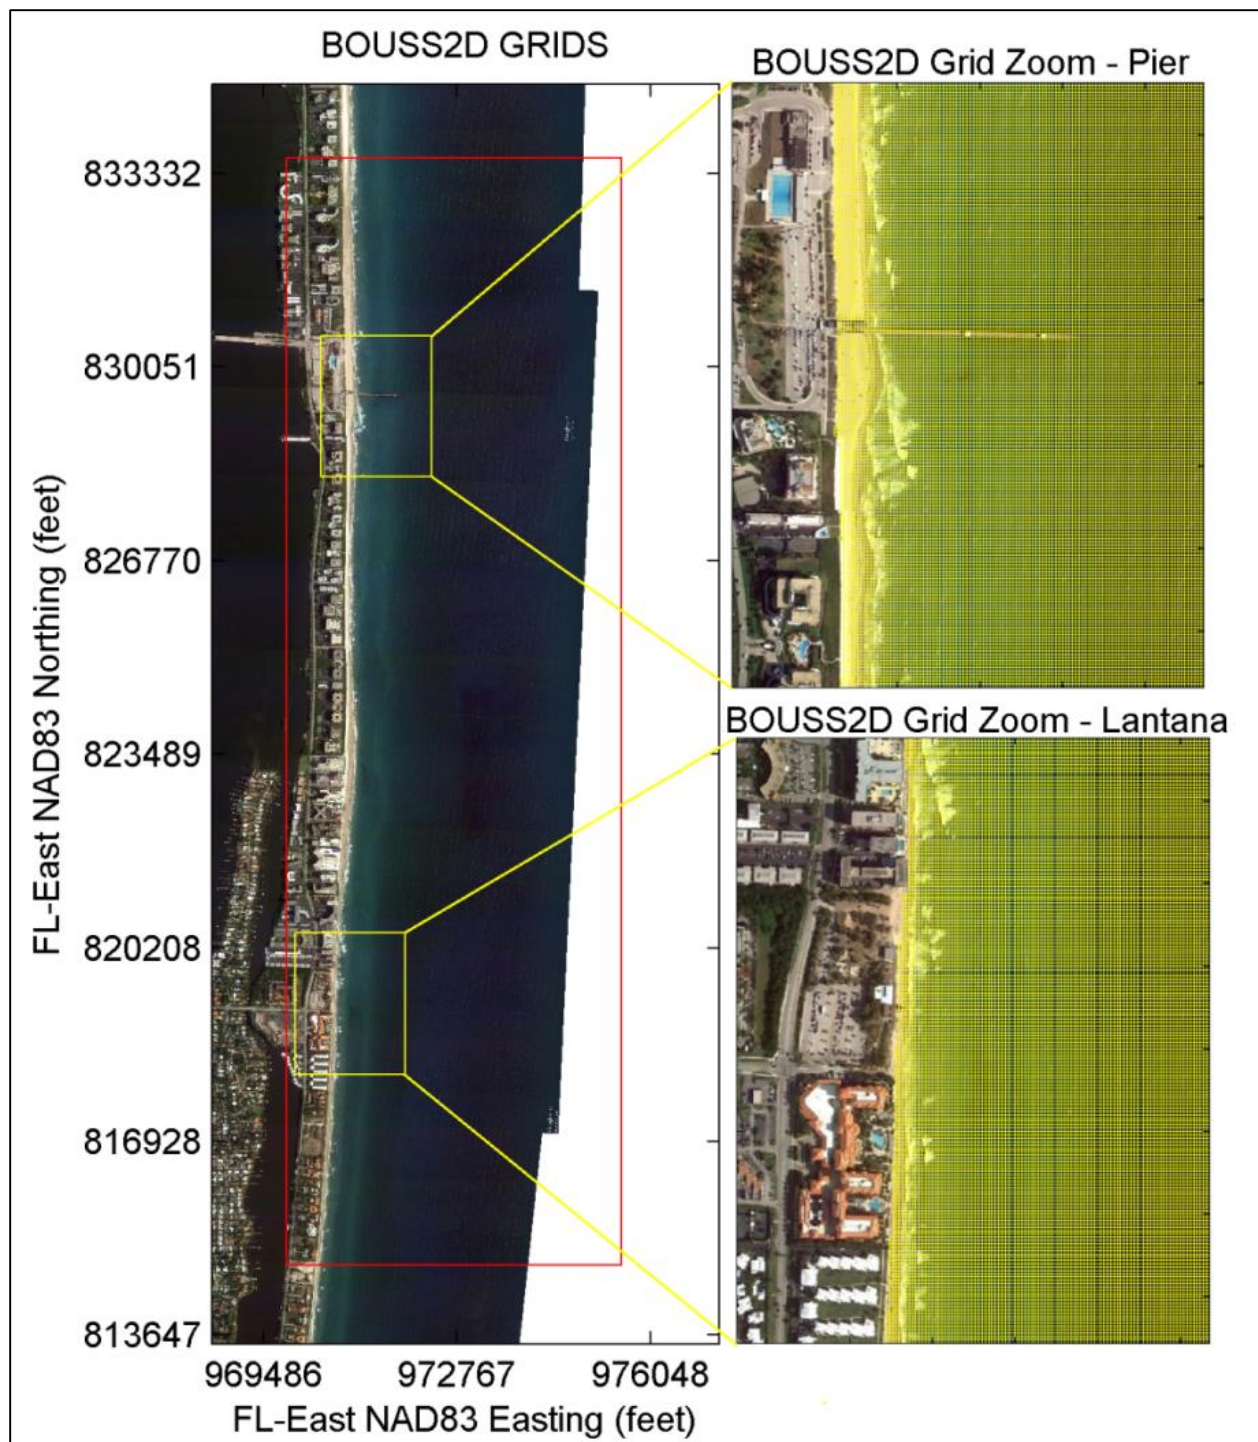 BOUSS2D GRIDS
BOUSS2D Grid Zoom - Pier
833332
830051
826770
823489
820208
816928
813647
FL-East NAD83 Northing (feet)
BOUSS2D Grid Zoom - Lantana
969486 972767 976048
FL-East NAD83 Easting (feet)